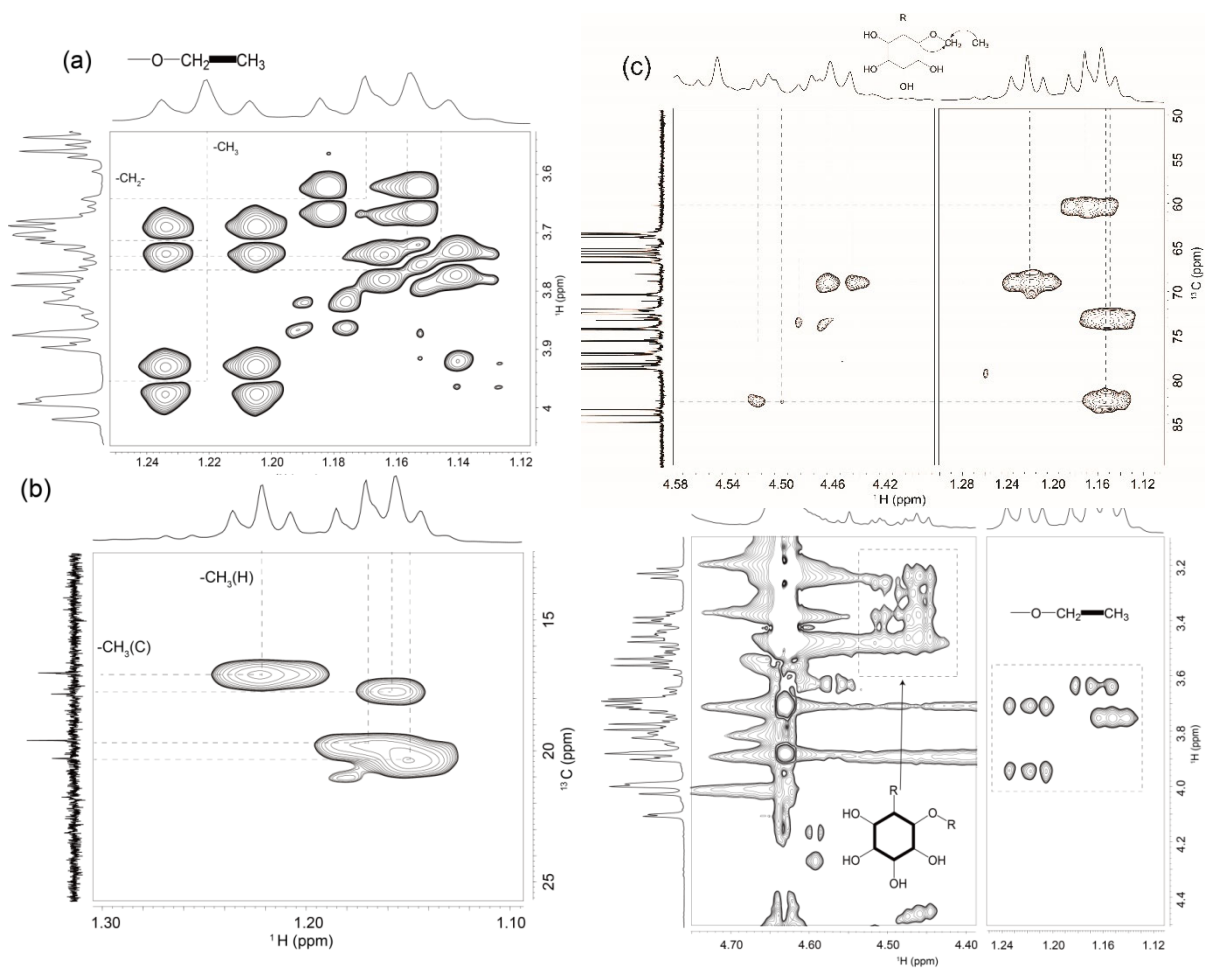 (a)
—O—CH2—CH3
-CH3
-CH2-
3.6
3.7
3.8
3.9
4
1H (ppm)
1.24 1.22 1.20 1.18 1.16 1.14 1.12
(b)
-CH3(H)
-CH3(C)
15
20
25
13C (ppm)
1.30 1.20 1.10
1H (ppm)
(c)
R
HO O CH2 CH3
HO OH
OH
50
55
60
65
70
75
80
85
13C (ppm)
4.58 4.54 4.50 4.46 4.42 1.28 1.24 1.20 1.16 1.12
1H (ppm) 1H (ppm)
—O—CH2—CH3
R
HO O
R
HO OH
OH
3.2
3.4
3.6
3.8
4.0
4.2
4.4
1H (ppm)
4.70 4.60 4.50 4.40 1.24 1.20 1.16 1.12
1H (ppm) 1H (ppm)